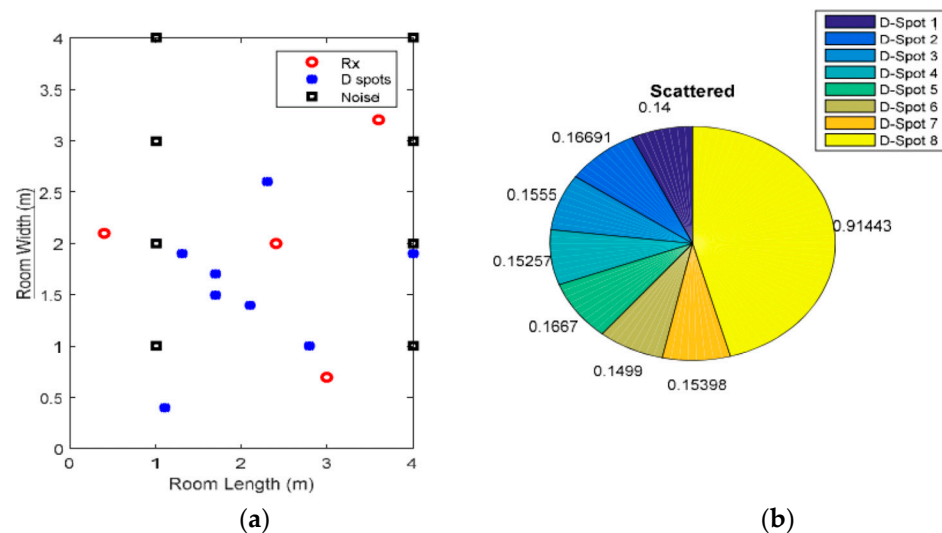 4
3.5
3
2.5
2
1.5
1
0.5
0
Room Width (m)
0
1
2
3
4
Room Length (m)
Rx
D spots
Noisei
(a)
Scattered
0.14
0.16691
0.1555
0.15257
0.1667
0.1499
0.15398
0.91443
D-Spot 1
D-Spot 2
D-Spot 3
D-Spot 4
D-Spot 5
D-Spot 6
D-Spot 7
D-Spot 8
(b)